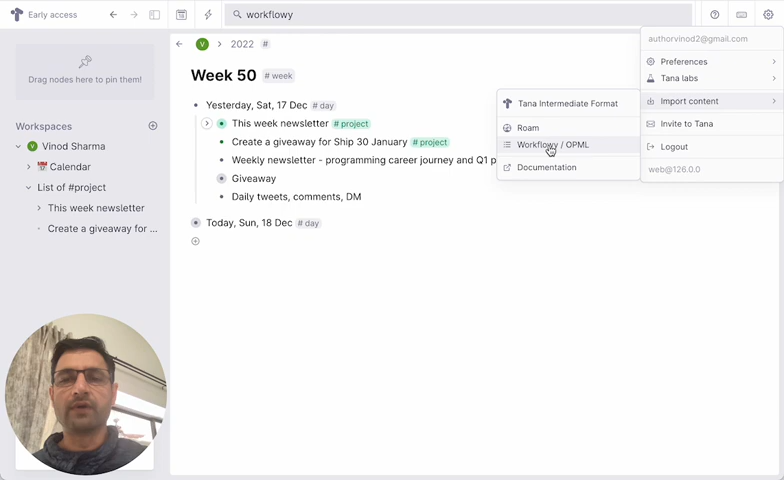 Early access
workflowy
Drag nodes here to pin them!
Workspaces
V Vinod Sharma
Calendar
List of #project
This week newsletter
Create a giveaway for ...
V 2022 #
Week 50 # week
Yesterday, Sat, 17 Dec # day
This week newsletter # project
Create a giveaway for Ship 30 January # project
Weekly newsletter - programming career journey and Q1 p
Giveaway
Daily tweets, comments, DM
Today, Sun, 18 Dec # day
Tana Intermediate Format
Roam
Workflowy / OPML
Documentation
authorvinod2@gmail.com
Preferences
Tana labs
Import content
Invite to Tana
Logout
web@126.0.0